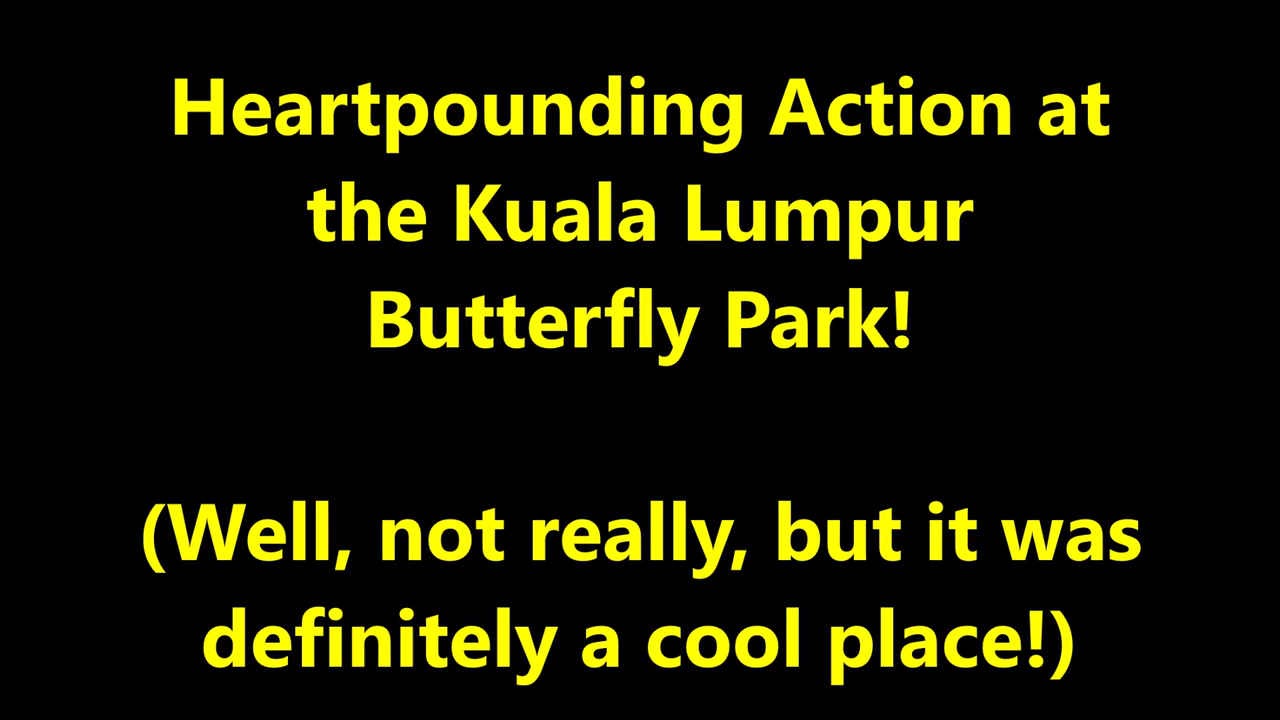 Heartpounding Action at
the Kuala Lumpur
Butterfly Park!
(Well, not really, but it was
definitely a cool place!)